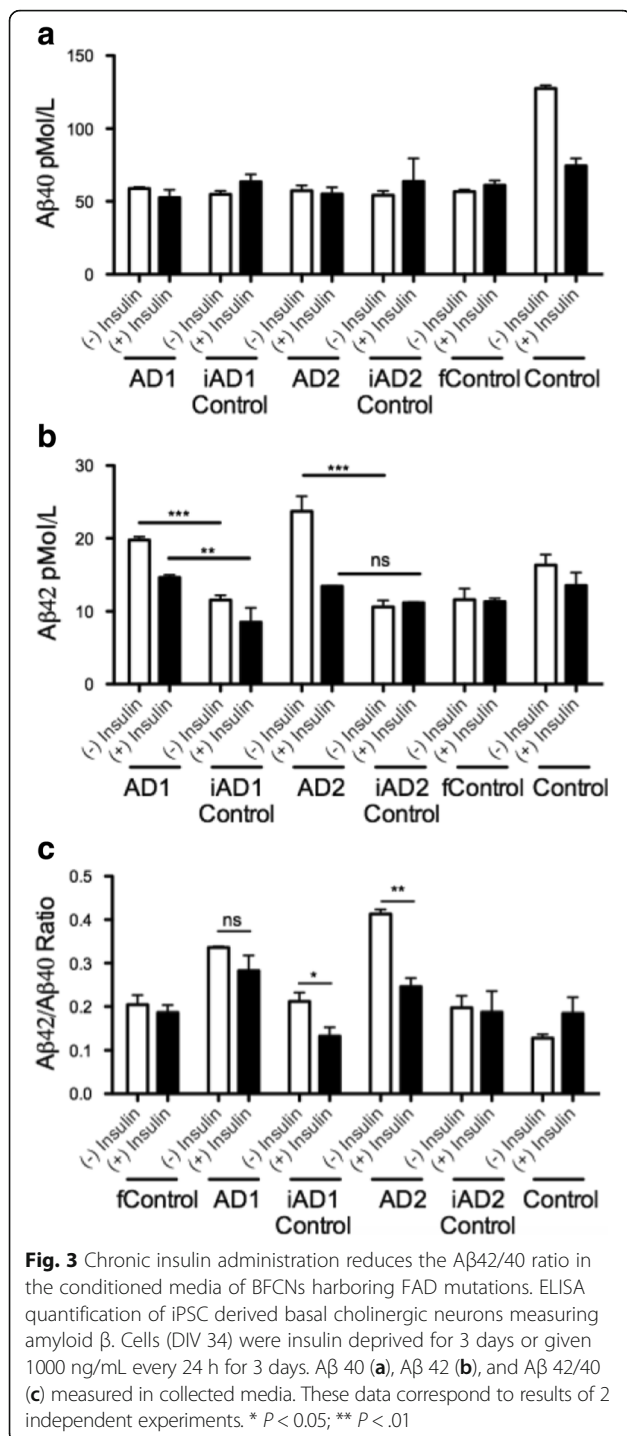 a
Aβ40 pMol/L
150
100
50
0
(-) Insulin (+) Insulin (-) Insulin (+) Insulin (-) Insulin (+) Insulin (-) Insulin (+) Insulin (-) Insulin (+) Insulin (-) Insulin (+) Insulin
AD1 iAD1 Control AD2 iAD2 Control fControl Control
b
Aβ42 pMol/L
30
20
10
0
*** ** *** ns
(-) Insulin (+) Insulin (-) Insulin (+) Insulin (-) Insulin (+) Insulin (-) Insulin (+) Insulin (-) Insulin (+) Insulin (-) Insulin (+) Insulin
AD1 iAD1 Control AD2 iAD2 Control fControl Control
c
Aβ42/Aβ40 Ratio
0.5
0.4
0.3
0.2
0.1
0.0
ns * **
(-) Insulin (+) Insulin (-) Insulin (+) Insulin (-) Insulin (+) Insulin (-) Insulin (+) Insulin (-) Insulin (+) Insulin (-) Insulin (+) Insulin
fControl AD1 iAD1 Control AD2 iAD2 Control Control
Fig. 3 Chronic insulin administration reduces the Aβ42/40 ratio in
the conditioned media of BFCNs harboring FAD mutations. ELISA
quantification of iPSC derived basal cholinergic neurons measuring
amyloid β. Cells (DIV 34) were insulin deprived for 3 days or given
1000 ng/mL every 24 h for 3 days. Aβ 40 (a), Aβ 42 (b), and Aβ 42/40
(c) measured in collected media. These data correspond to results of 2
independent experiments. * P < 0.05; ** P < .01